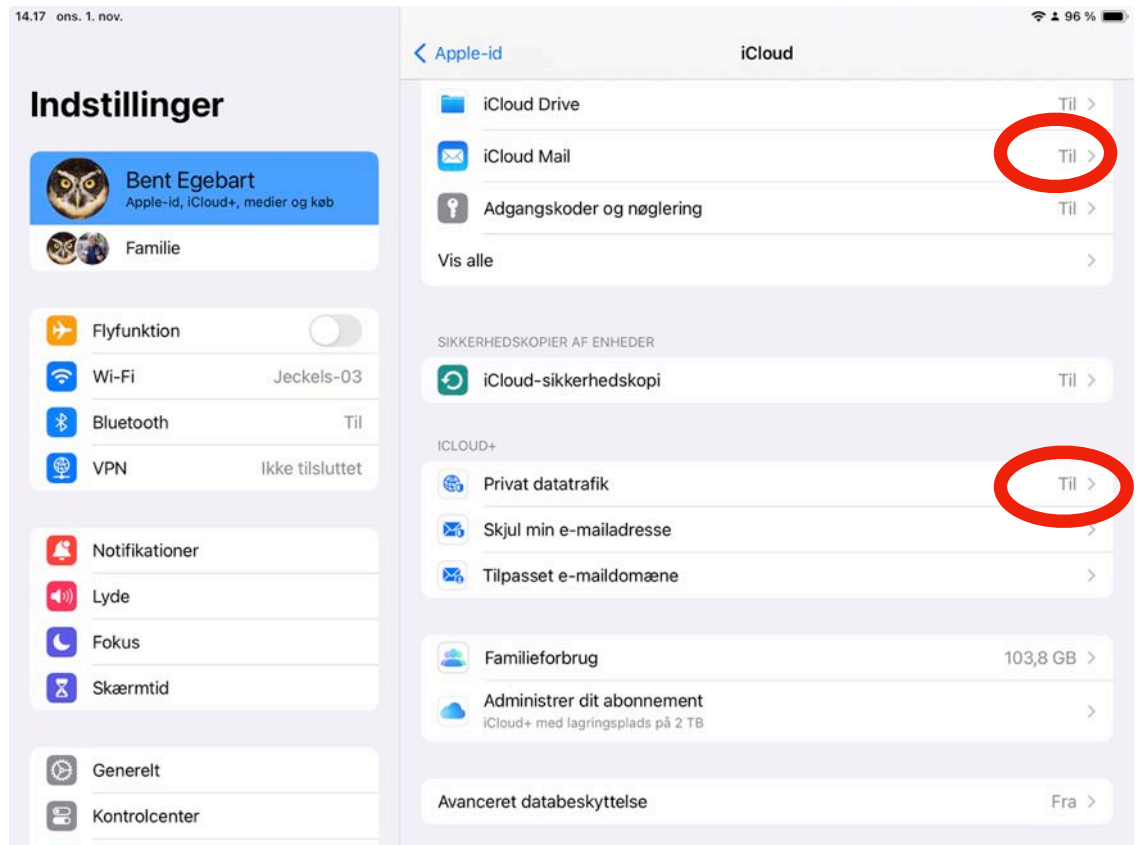 14.17 ons. 1. nov.
96 %
Indstillinger
Bent Egebart
Apple-id, iCloud+, medier og køb
Familie
Flyfunktion
Wi-Fi Jeckels-03
Bluetooth Til
VPN Ikke tilsluttet
Notifikationer
Lyde
Fokus
Skærmtid
Generelt
Kontrolcenter
Apple-id
iCloud
iCloud Drive Til
iCloud Mail Til
Adgangskoder og nøglering Til
Vis alle
SIKKERHEDSKOPIER AF ENHEDER
iCloud-sikkerhedskopi Til
ICLOUD+
Privat datatrafik Til
Skjul min e-mailadresse
Tilpasset e-maildomæne
Familieforbrug 103,8 GB
Administrer dit abonnement
iCloud+ med lagringsplads på 2 TB
Avanceret databeskyttelse Fra